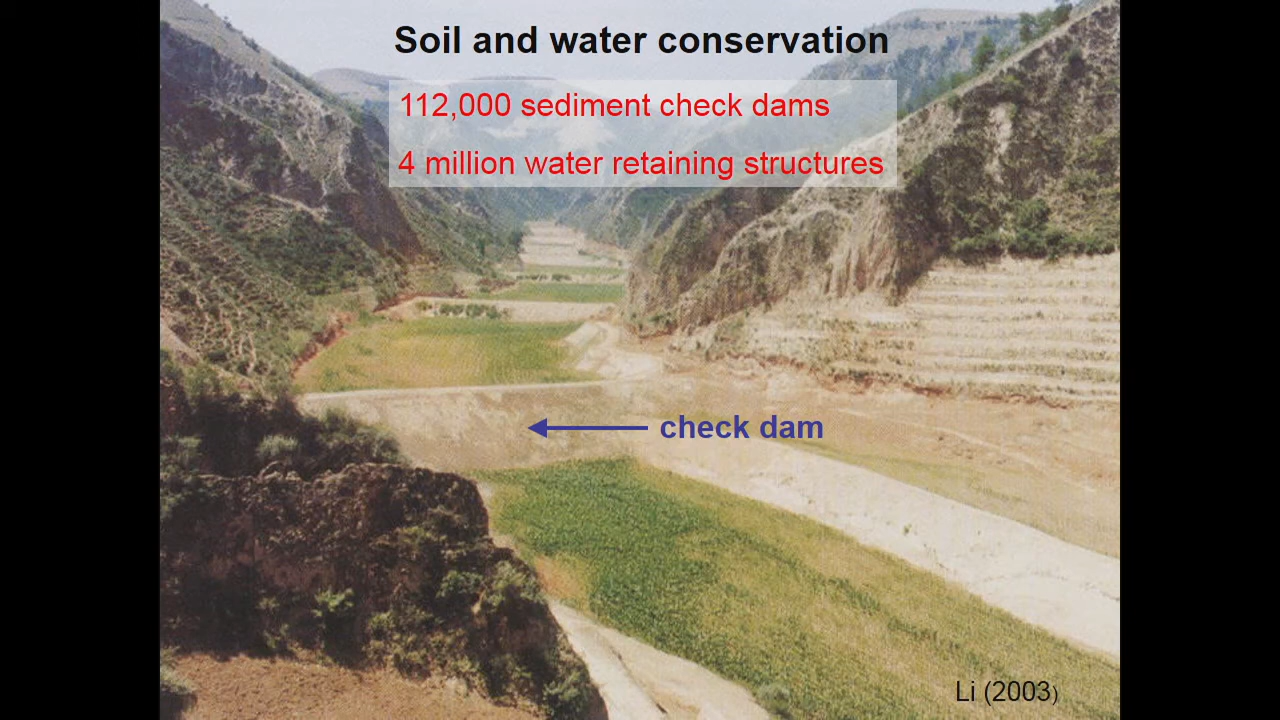 Soil and water conservation
112,000 sediment check dams
4 million water retaining structures
check dam
Li (2003)